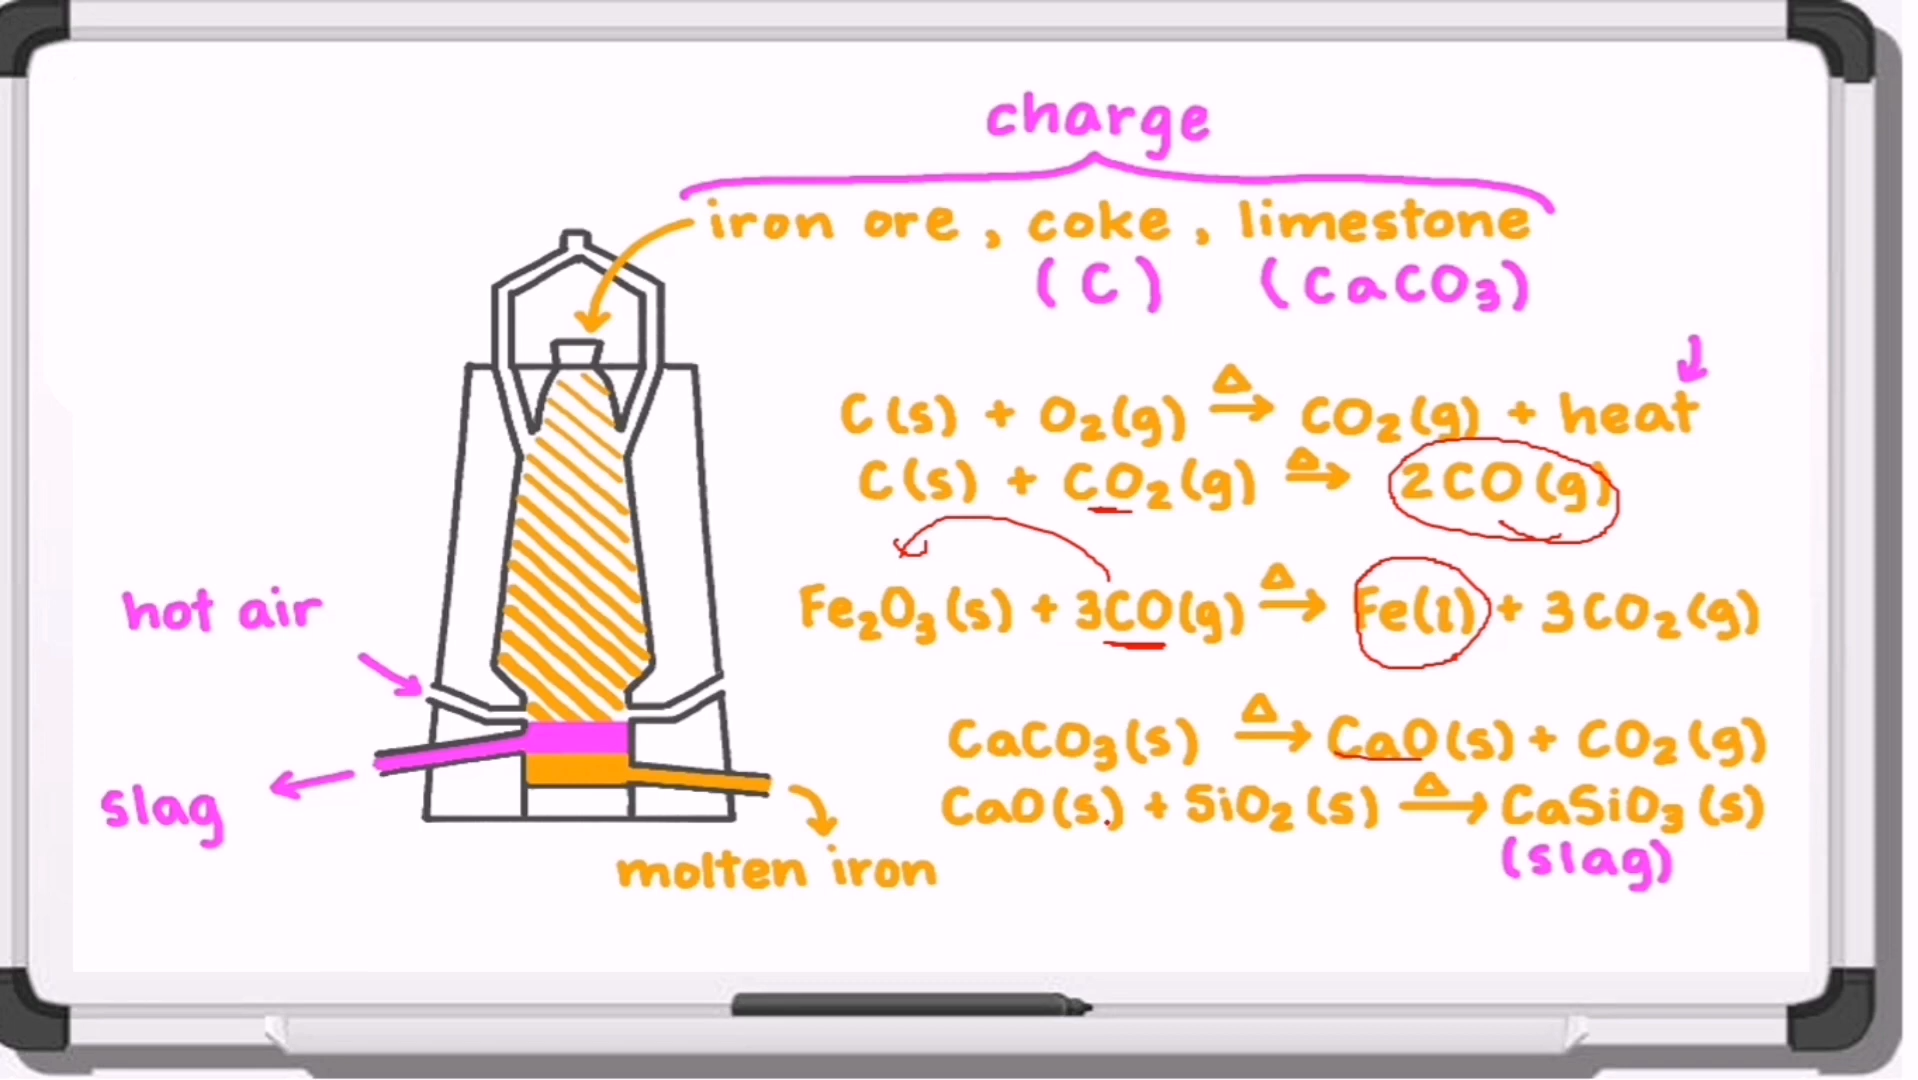 charge
iron ore, coke, limestone
(C) (CaCO₃)
C(s) + O₂(g) →^Δ CO₂(g) + heat
C(s) + CO₂(g) →^Δ 2CO(g)
Fe₂O₃(s) + 3CO(g) →^Δ Fe(l) + 3CO₂(g)
CaCO₃(s) →^Δ CaO(s) + CO₂(g)
CaO(s) + SiO₂(s) →^Δ CaSiO₃(s)
(slag)
hot air
slag
molten iron